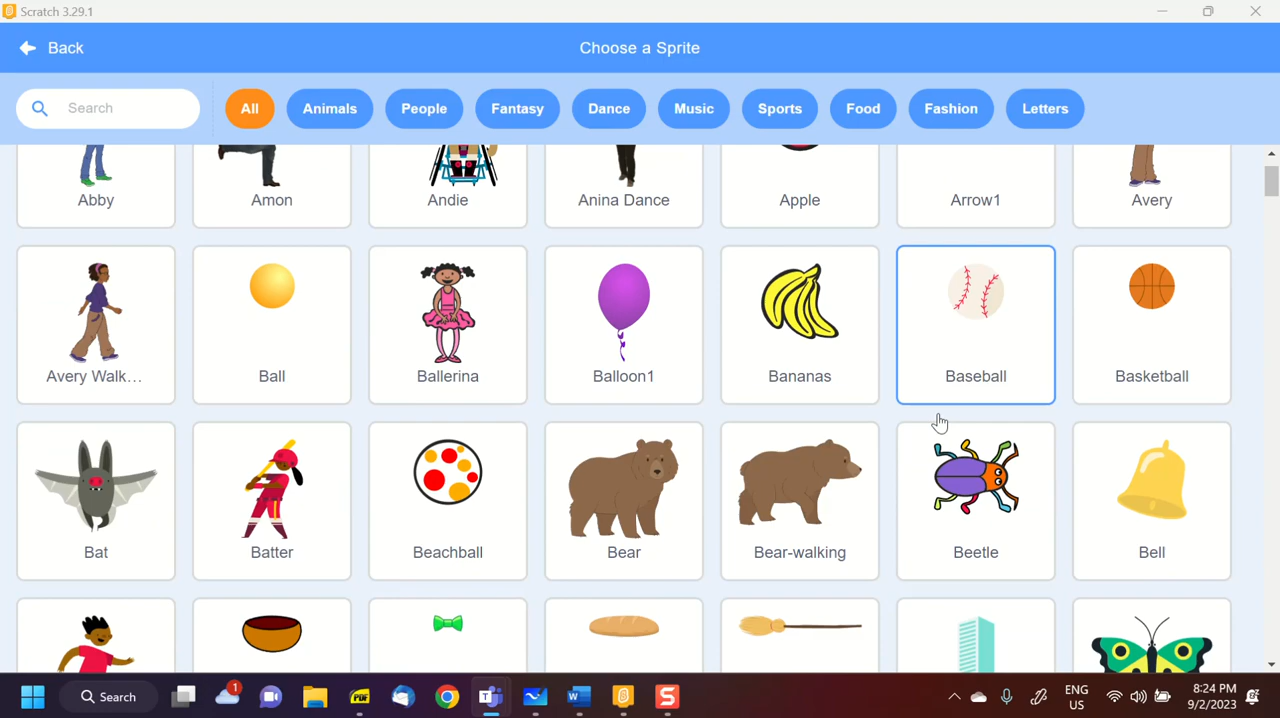 Scratch 3.29.1
Back
Choose a Sprite
Search
All
Animals
People
Fantasy
Dance
Music
Sports
Food
Fashion
Letters
Abby
Amon
Andie
Anina Dance
Apple
Arrow1
Avery
Avery Walk...
Ball
Ballerina
Balloon1
Bananas
Baseball
Basketball
Bat
Batter
Beachball
Bear
Bear-walking
Beetle
Bell
Search
1
PDF
W
S
ENG
US
8:24 PM
9/2/2023